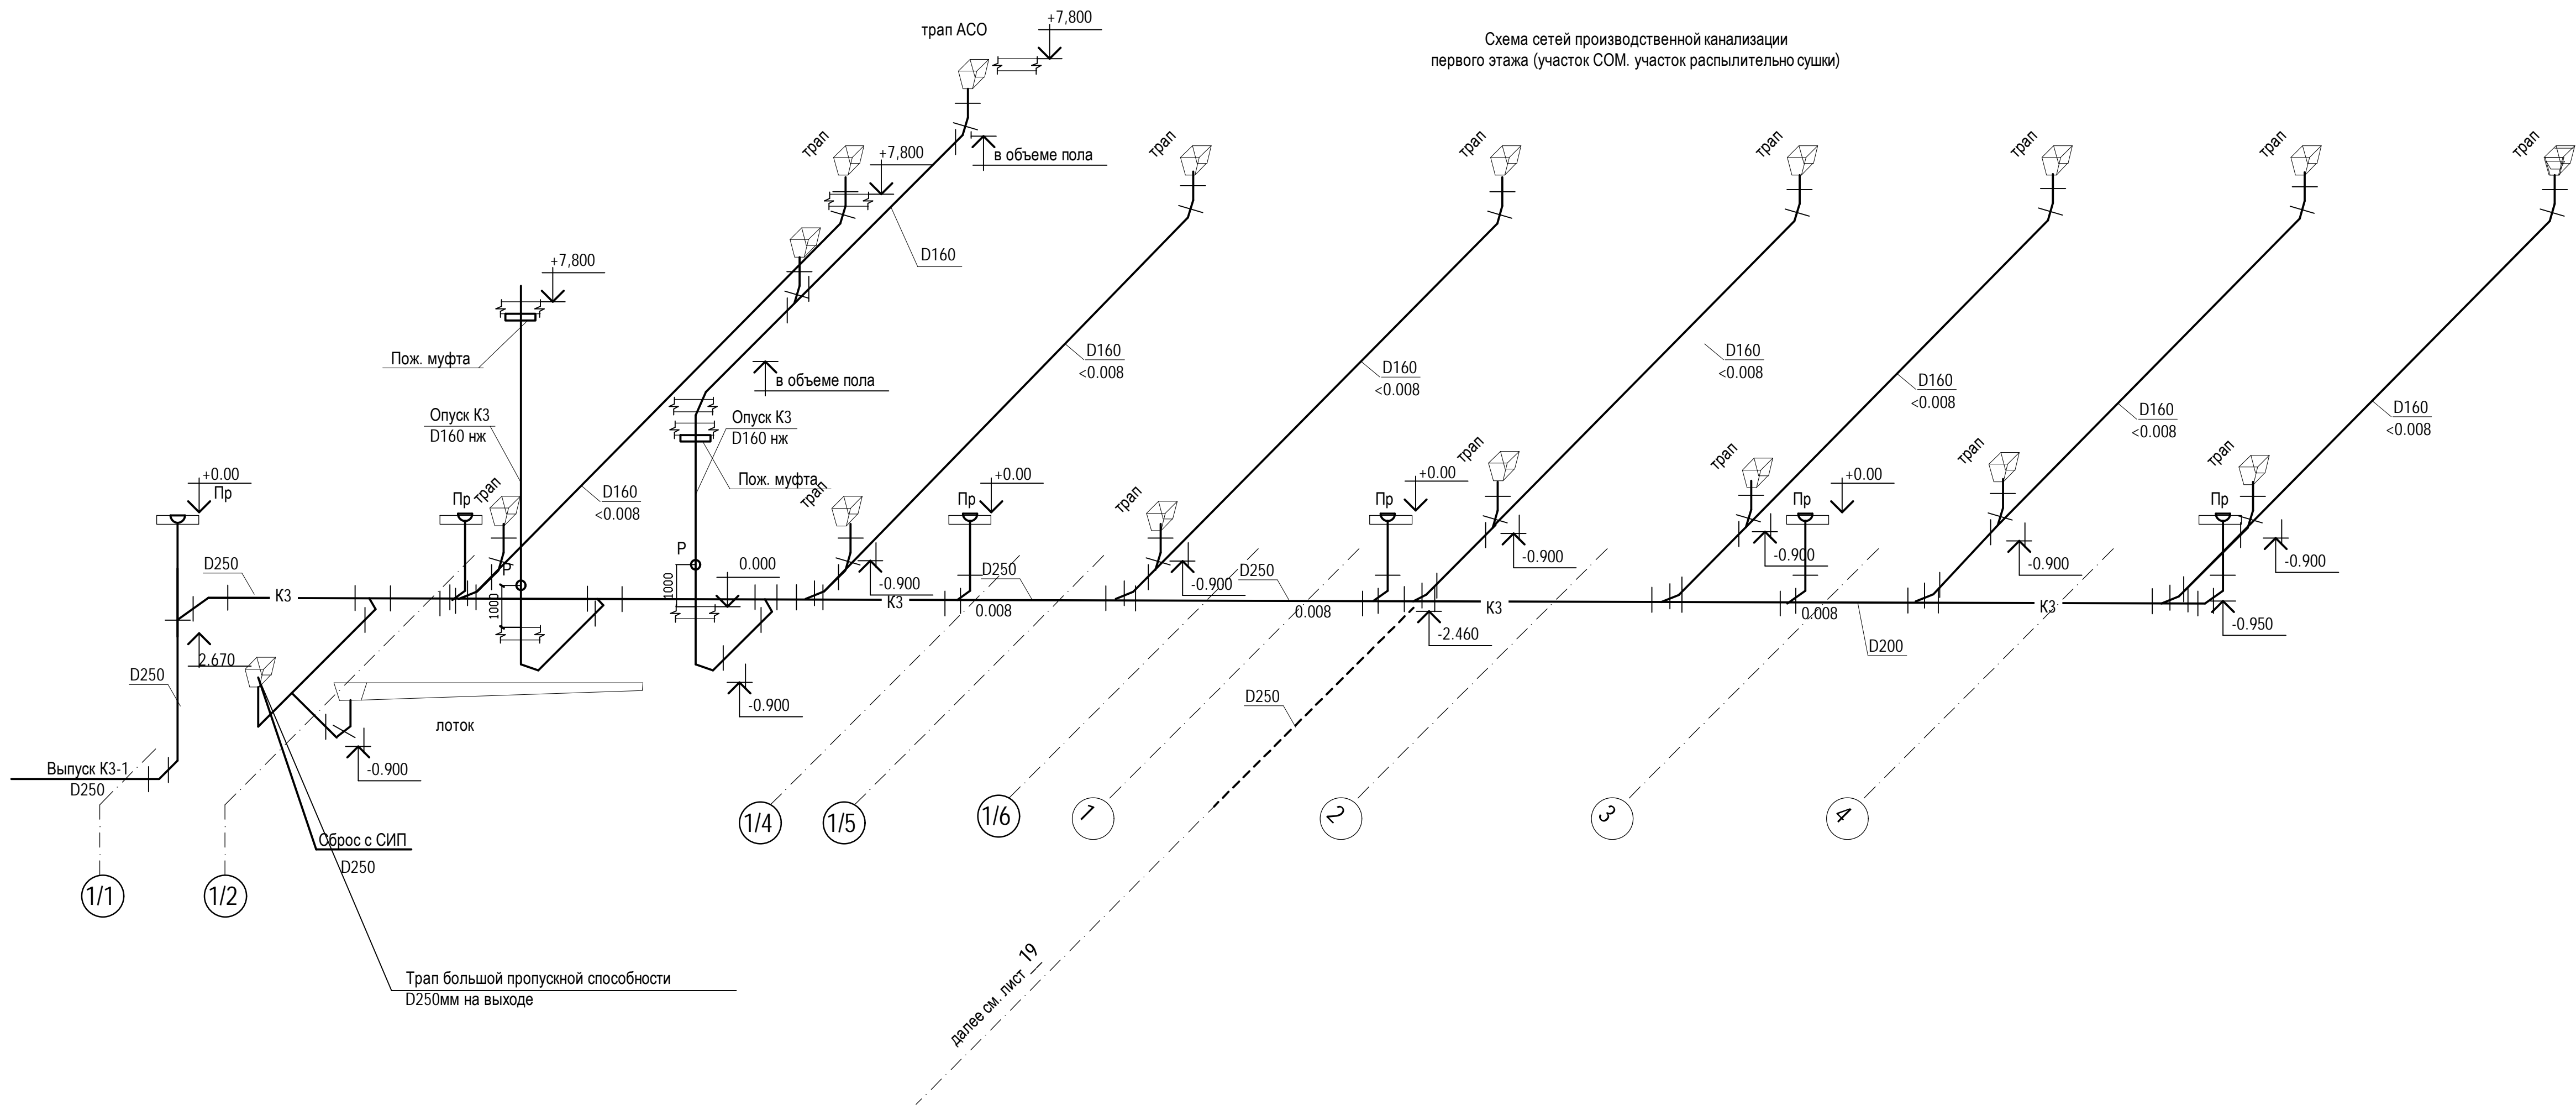 трап АСО
+7,800
Схема сетей производственной канализации
первого этажа (участок СОМ. участок распылительно сушки)
трап
+7,800
в объеме пола
трап
трап
трап
трап
трап
трап
D160
+7,800
Пож. муфта
в объеме пола
D160
<0.008
D160
<0.008
D160
<0.008
D160
<0.008
D160
<0.008
D160
<0.008
Опуск К3
D160 нж
Опуск К3
D160 нж
Пож. муфта
+0.00
Пр
Пр
трап
D160
<0.008
трап
Пр
+0.00
трап
Пр
+0.00
трап
трап
Пр
+0.00
трап
трап
Пр
D250
К3
Р
1000
Р
1000
0.000
-0.900
К3
D250
0.008
-0.900
D250
0.008
-0.900
К3
-2.460
-0.900
0.008
D200
-0.900
К3
-0.900
-0.950
2.670
D250
лоток
-0.900
-0.900
D250
Выпуск К3-1
D250
1/1
1/2
Сброс с СИП
D250
1/4
1/5
1/6
1
2
3
4
Трап большой пропускной способности
D250мм на выходе
далее см. лист 19